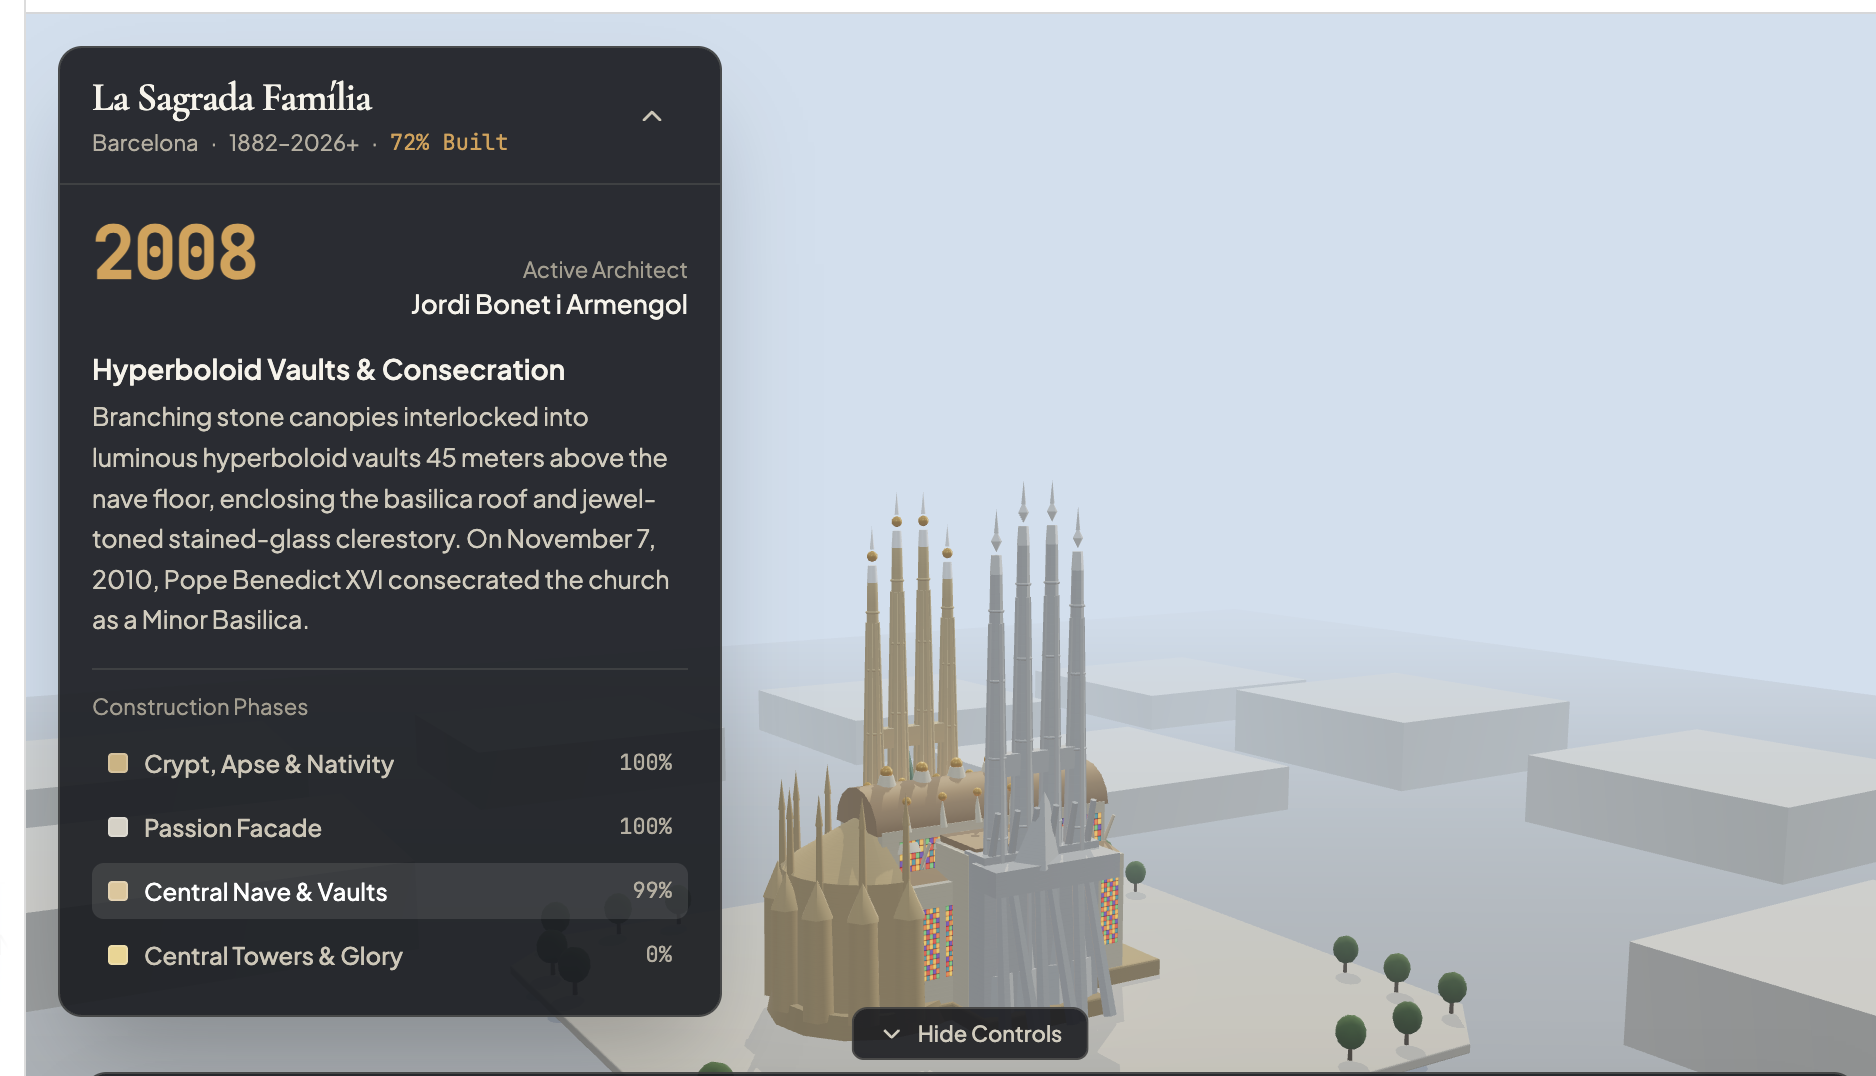 La Sagrada Família
Barcelona · 1882–2026+ · 72% Built
2008
Active Architect
Jordi Bonet i Armengol
Hyperboloid Vaults & Consecration
Branching stone canopies interlocked into
luminous hyperboloid vaults 45 meters above the
nave floor, enclosing the basilica roof and jewel-
toned stained-glass clerestory. On November 7,
2010, Pope Benedict XVI consecrated the church
as a Minor Basilica.
Construction Phases
Crypt, Apse & Nativity 100%
Passion Facade 100%
Central Nave & Vaults 99%
Central Towers & Glory 0%
Hide Controls